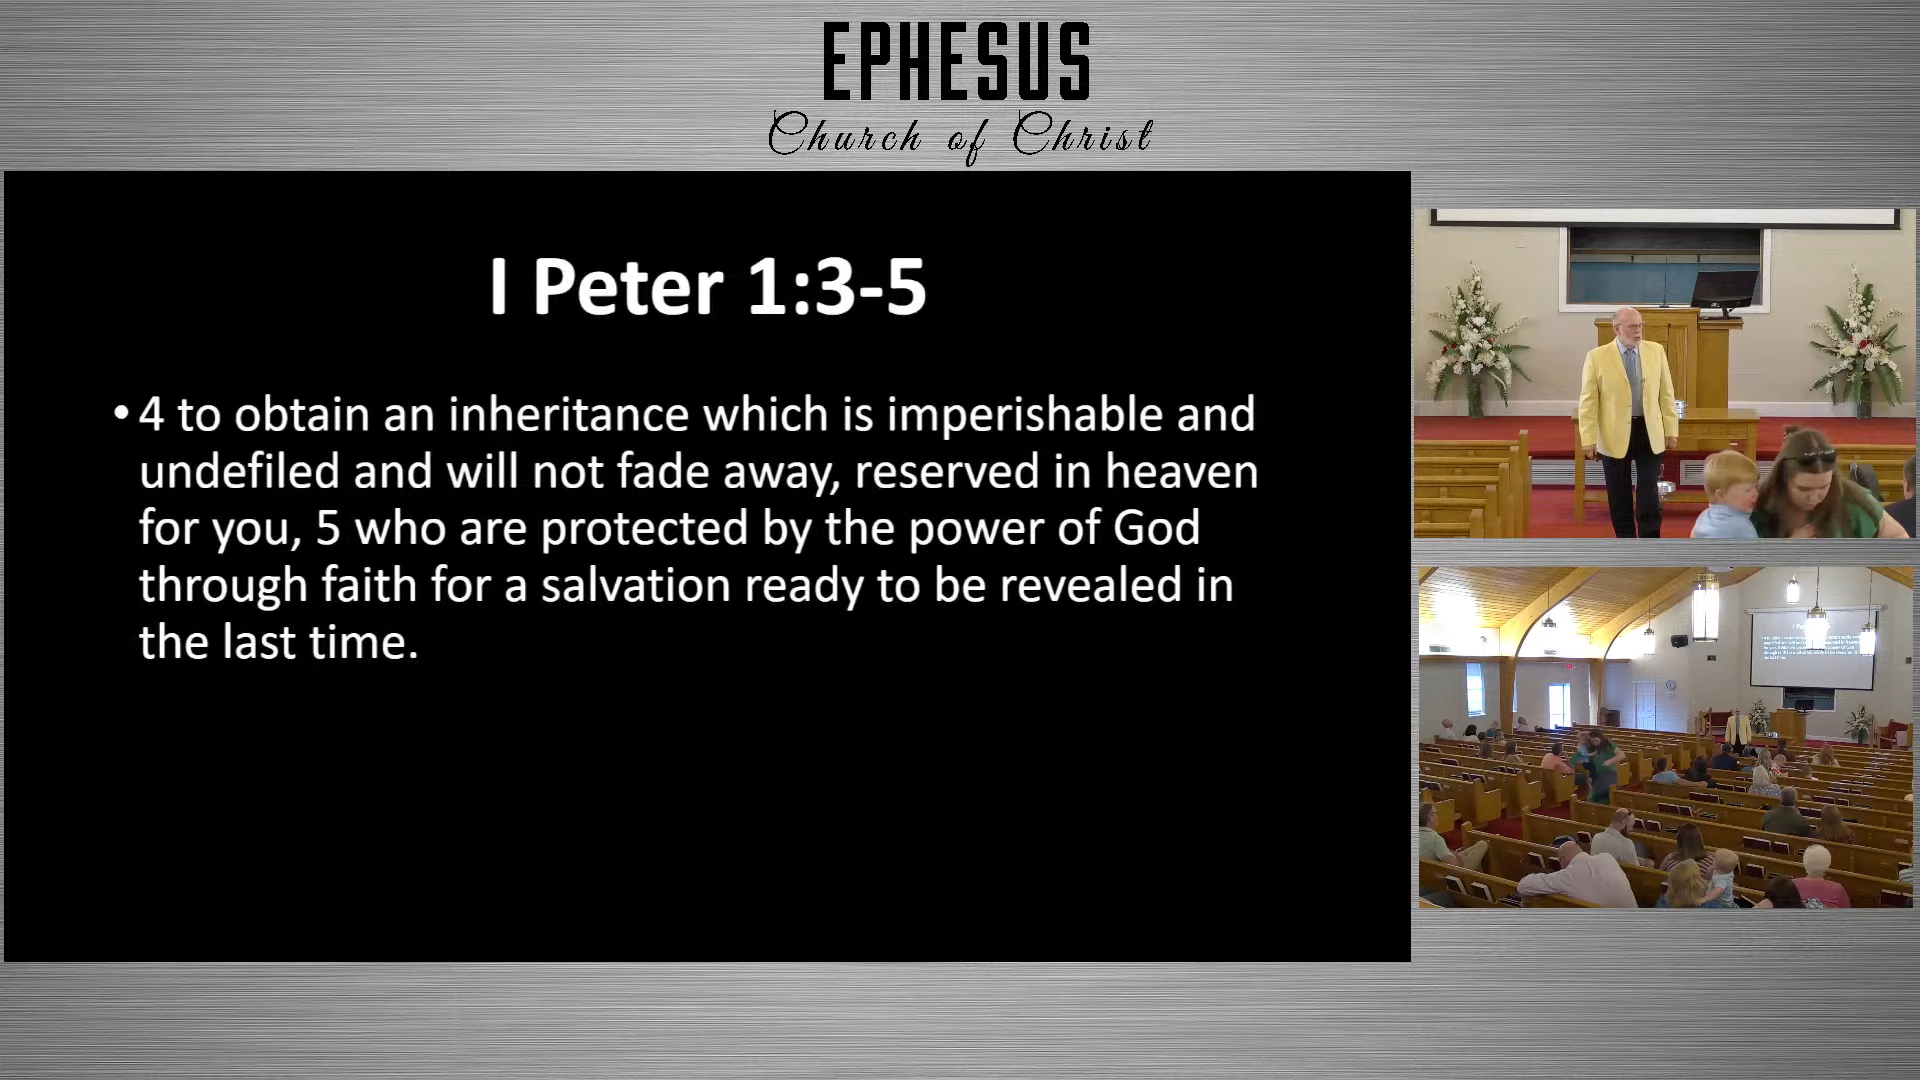 EPHESUS
Church of Christ
I Peter 1:3-5
• 4 to obtain an inheritance which is imperishable and
undefiled and will not fade away, reserved in heaven
for you, 5 who are protected by the power of God
through faith for a salvation ready to be revealed in
the last time.